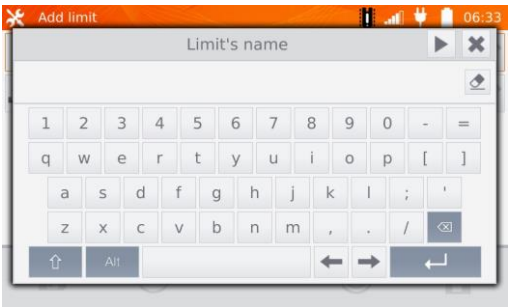 Add limit 06:33
Limit's name
1 2 3 4 5 6 7 8 9 0 - =
q w e r t y u i o p [ ]
a s d f g h j k l ; '
z x c v b n m , . /
Alt